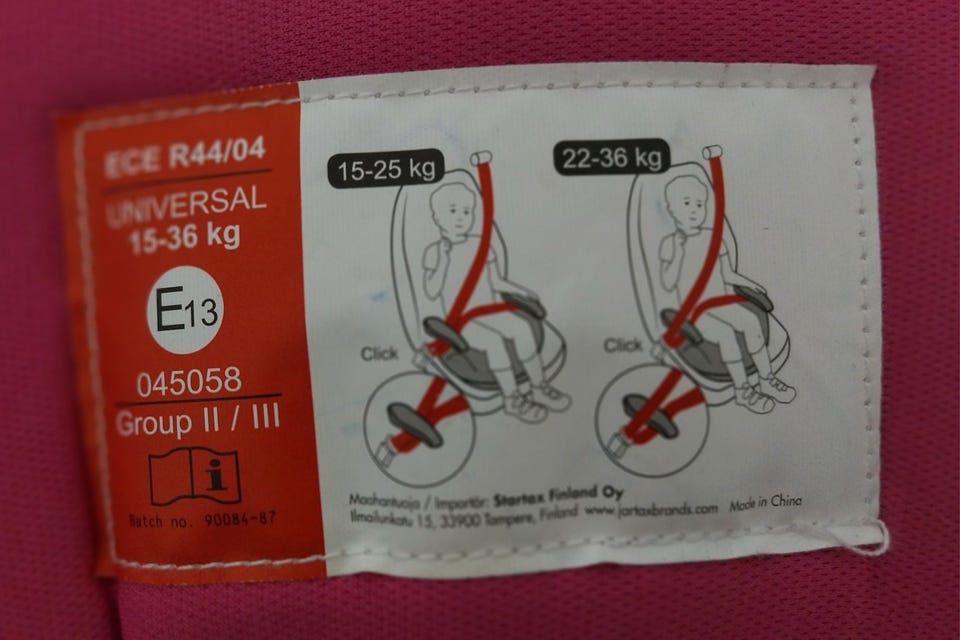 ECE R44/04
UNIVERSAL
15-36 kg
E13
045058
Group II / III
i
Batch no. 90084-87
15-25 kg
Click
22-36 kg
Click
Maahantuoja / Importör: Startax Finland Oy
Ilmailunkatu 15, 33900 Tampere, Finland www.jartaxbrands.com Made in China